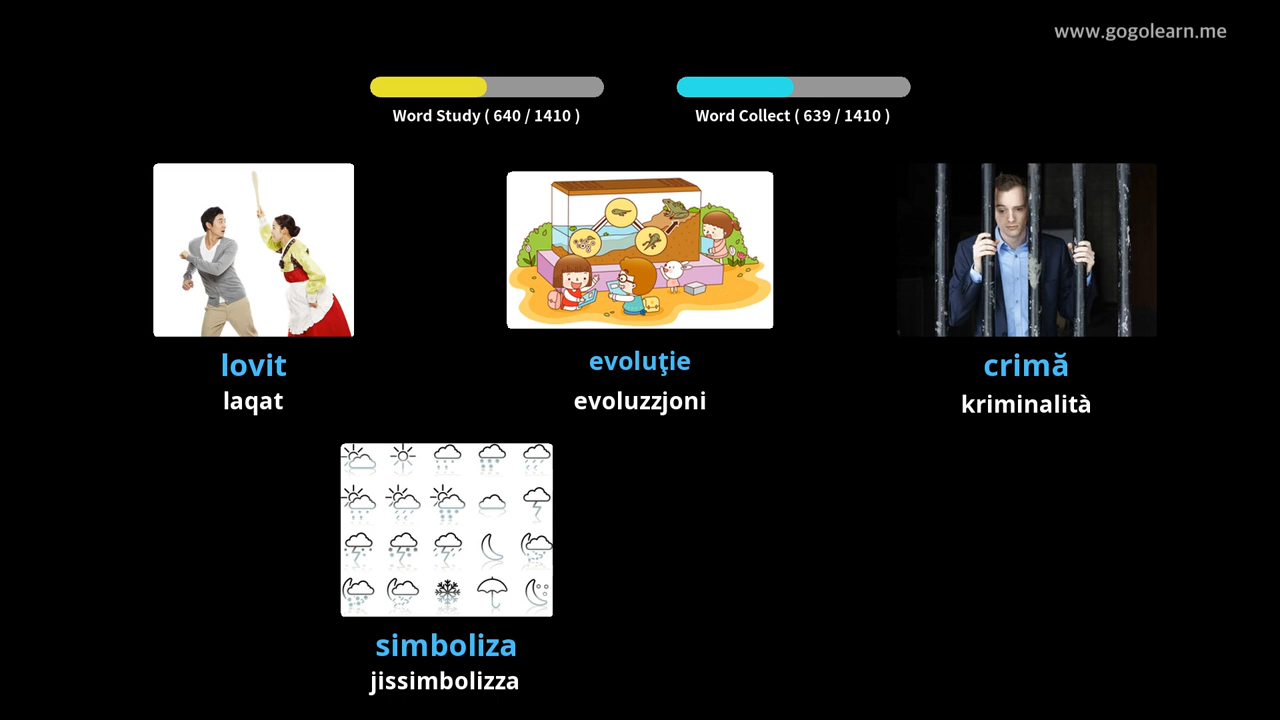 www.gogolearn.me
Word Study ( 640 / 1410 )
Word Collect ( 639 / 1410 )
lovit
laqat
evoluţie
evoluzzjoni
crimă
kriminalità
simboliza
jissimbolizza